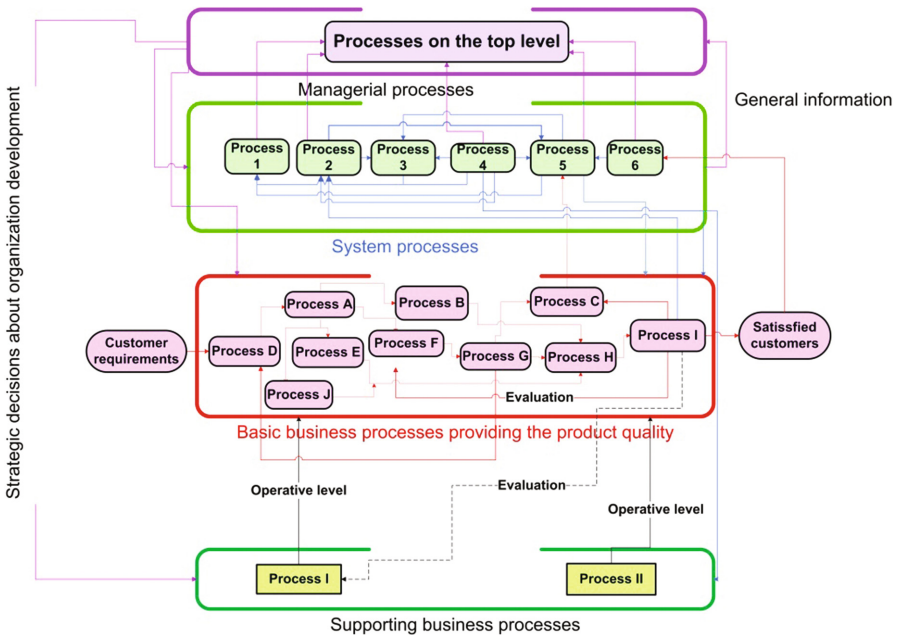 Strategic decisions about organization development
Processes on the top level
Managerial processes
General information
Process
1
Process
2
Process
3
Process
4
Process
5
Process
6
System processes
Customer
requirements
Process A
Process B
Process C
Process D
Process E
Process F
Process G
Process H
Process I
Process J
Satissfied
customers
Evaluation
Basic business processes providing the product quality
Operative level
Evaluation
Operative level
Process I
Process II
Supporting business processes